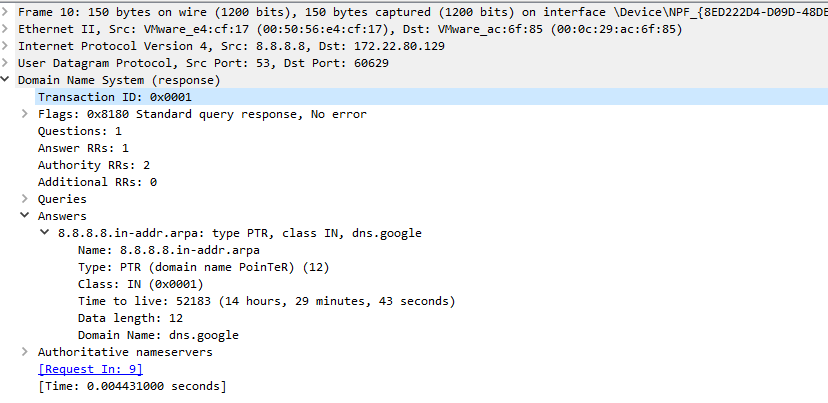 Frame 10: 150 bytes on wire (1200 bits), 150 bytes captured (1200 bits) on interface \Device\NPF_{8ED222D4-D09D-48DE
Ethernet II, Src: VMware_e4:cf:17 (00:50:56:e4:cf:17), Dst: VMware_ac:6f:85 (00:0c:29:ac:6f:85)
Internet Protocol Version 4, Src: 8.8.8.8, Dst: 172.22.80.129
User Datagram Protocol, Src Port: 53, Dst Port: 60629
Domain Name System (response)
Transaction ID: 0x0001
Flags: 0x8180 Standard query response, No error
Questions: 1
Answer RRs: 1
Authority RRs: 2
Additional RRs: 0
Queries
Answers
8.8.8.8.in-addr.arpa: type PTR, class IN, dns.google
Name: 8.8.8.8.in-addr.arpa
Type: PTR (domain name PoinTeR) (12)
Class: IN (0x0001)
Time to live: 52183 (14 hours, 29 minutes, 43 seconds)
Data length: 12
Domain Name: dns.google
Authoritative nameservers
[Request In: 9]
[Time: 0.004431000 seconds]